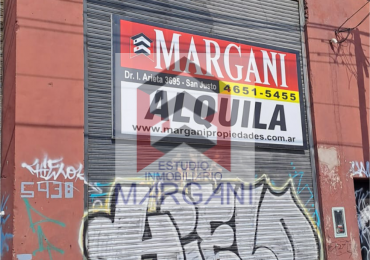 MARGANI
Dr. I. Arieta 3695 - San Justo
4651-5455
ALQUILA
www.marganipropiedades.com.ar
ESTUDIO
INMOBILIARIO
MARGANI
5938